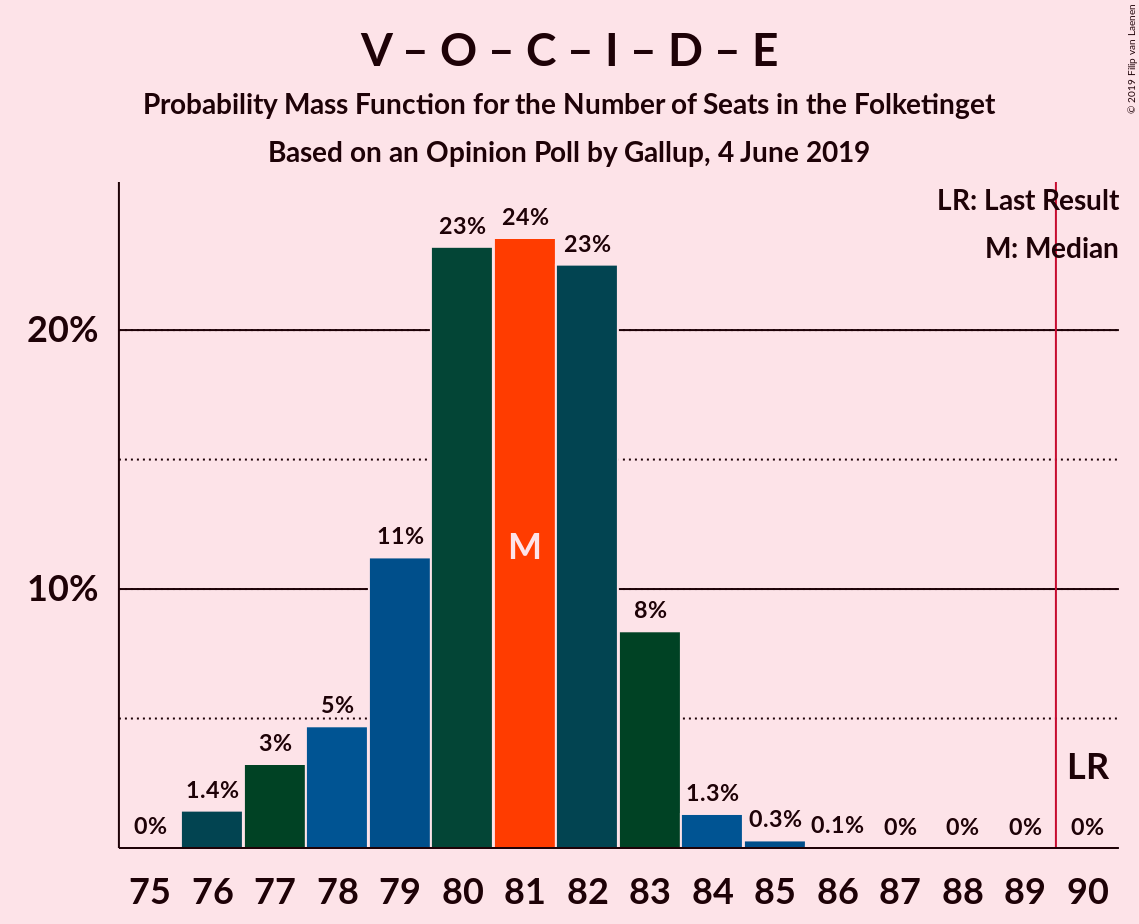 V – O – C – I – D – E
Probability Mass Function for the Number of Seats in the Folketinget
Based on an Opinion Poll by Gallup, 4 June 2019
© 2019 Filip van Laenen
LR: Last Result
M: Median
20%
10%
0%
1.4%
3%
5%
11%
23%
24%
23%
8%
1.3%
0.3%
0.1%
0%
0%
0%
0%
M
LR
75 76 77 78 79 80 81 82 83 84 85 86 87 88 89 90